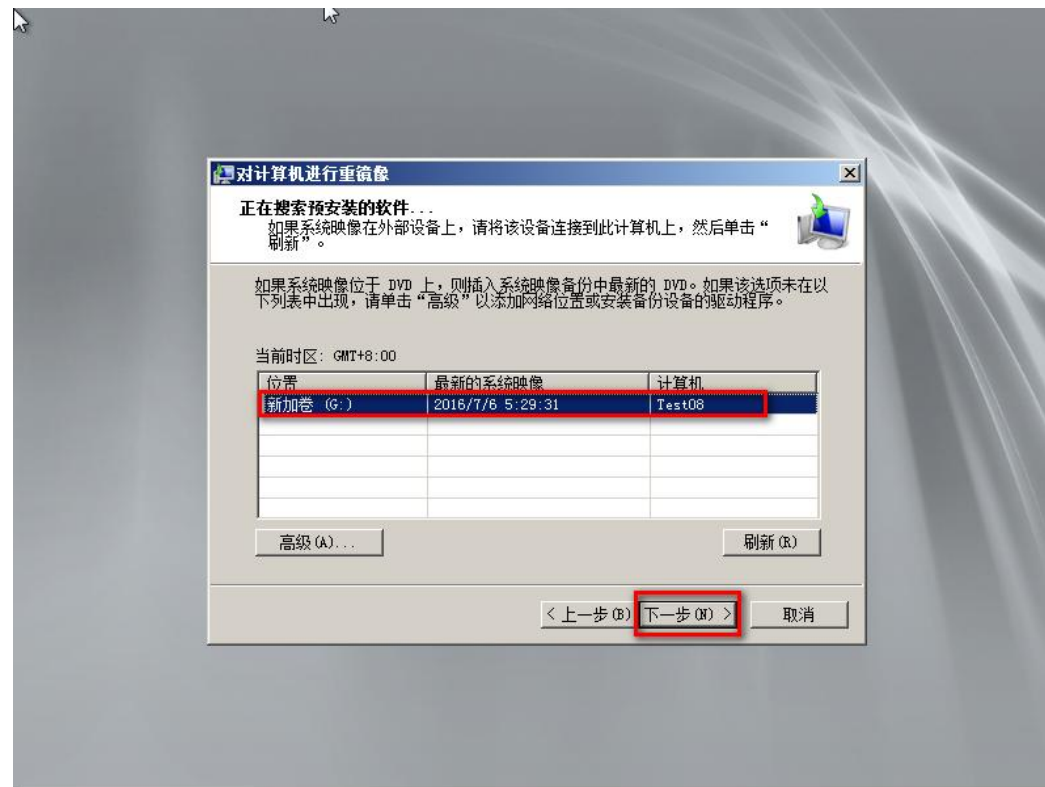 对计算机进行重镜像
正在搜索预安装的软件...
如果系统映像在外部设备上，请将该设备连接到此计算机上，然后单击“
刷新”。
如果系统映像位于 DVD 上，则插入系统映像备份中最新的 DVD。如果该选项未在以
下列表中出现，请单击“高级”以添加网络位置或安装备份设备的驱动程序。
当前时区: GMT+8:00
位置 最新的系统映像 计算机
新加卷 (G:) 2016/7/6 5:29:31 Test08
高级(A)... 刷新(R)
< 上一步(B) 下一步(N) > 取消